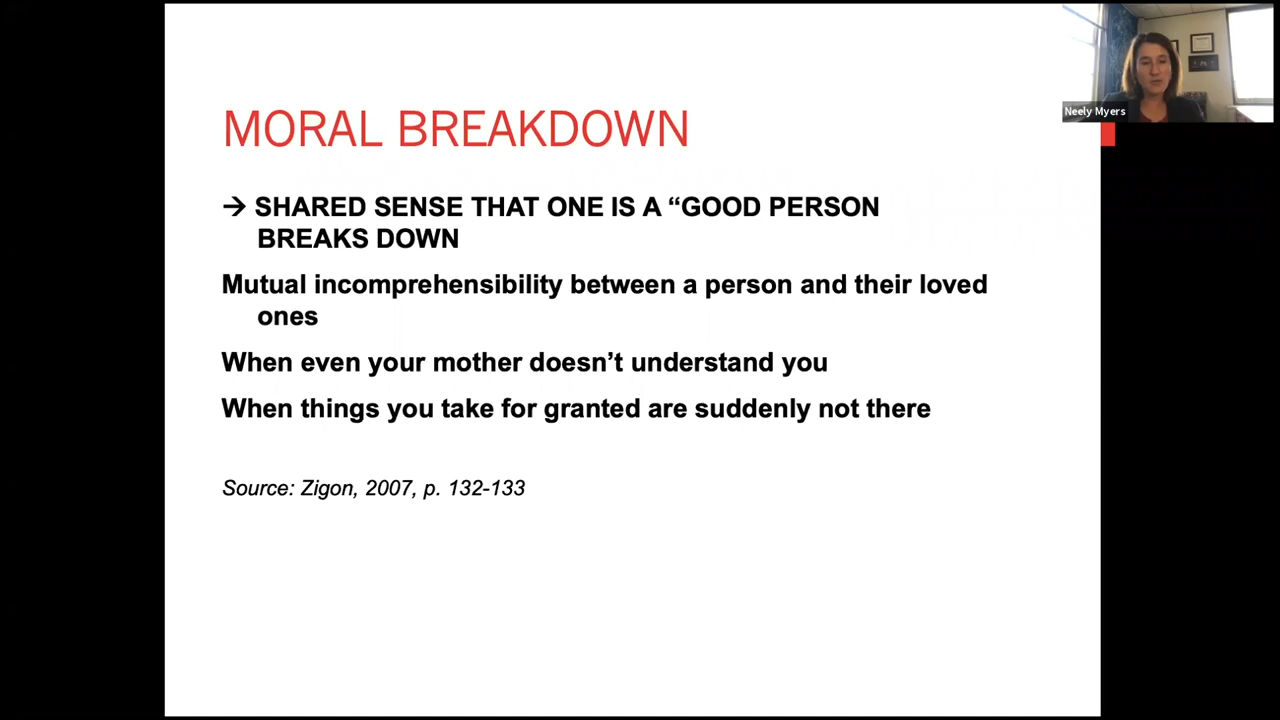 Neely Myers
MORAL BREAKDOWN
→ SHARED SENSE THAT ONE IS A “GOOD PERSON
BREAKS DOWN
Mutual incomprehensibility between a person and their loved
ones
When even your mother doesn’t understand you
When things you take for granted are suddenly not there
Source: Zigon, 2007, p. 132-133